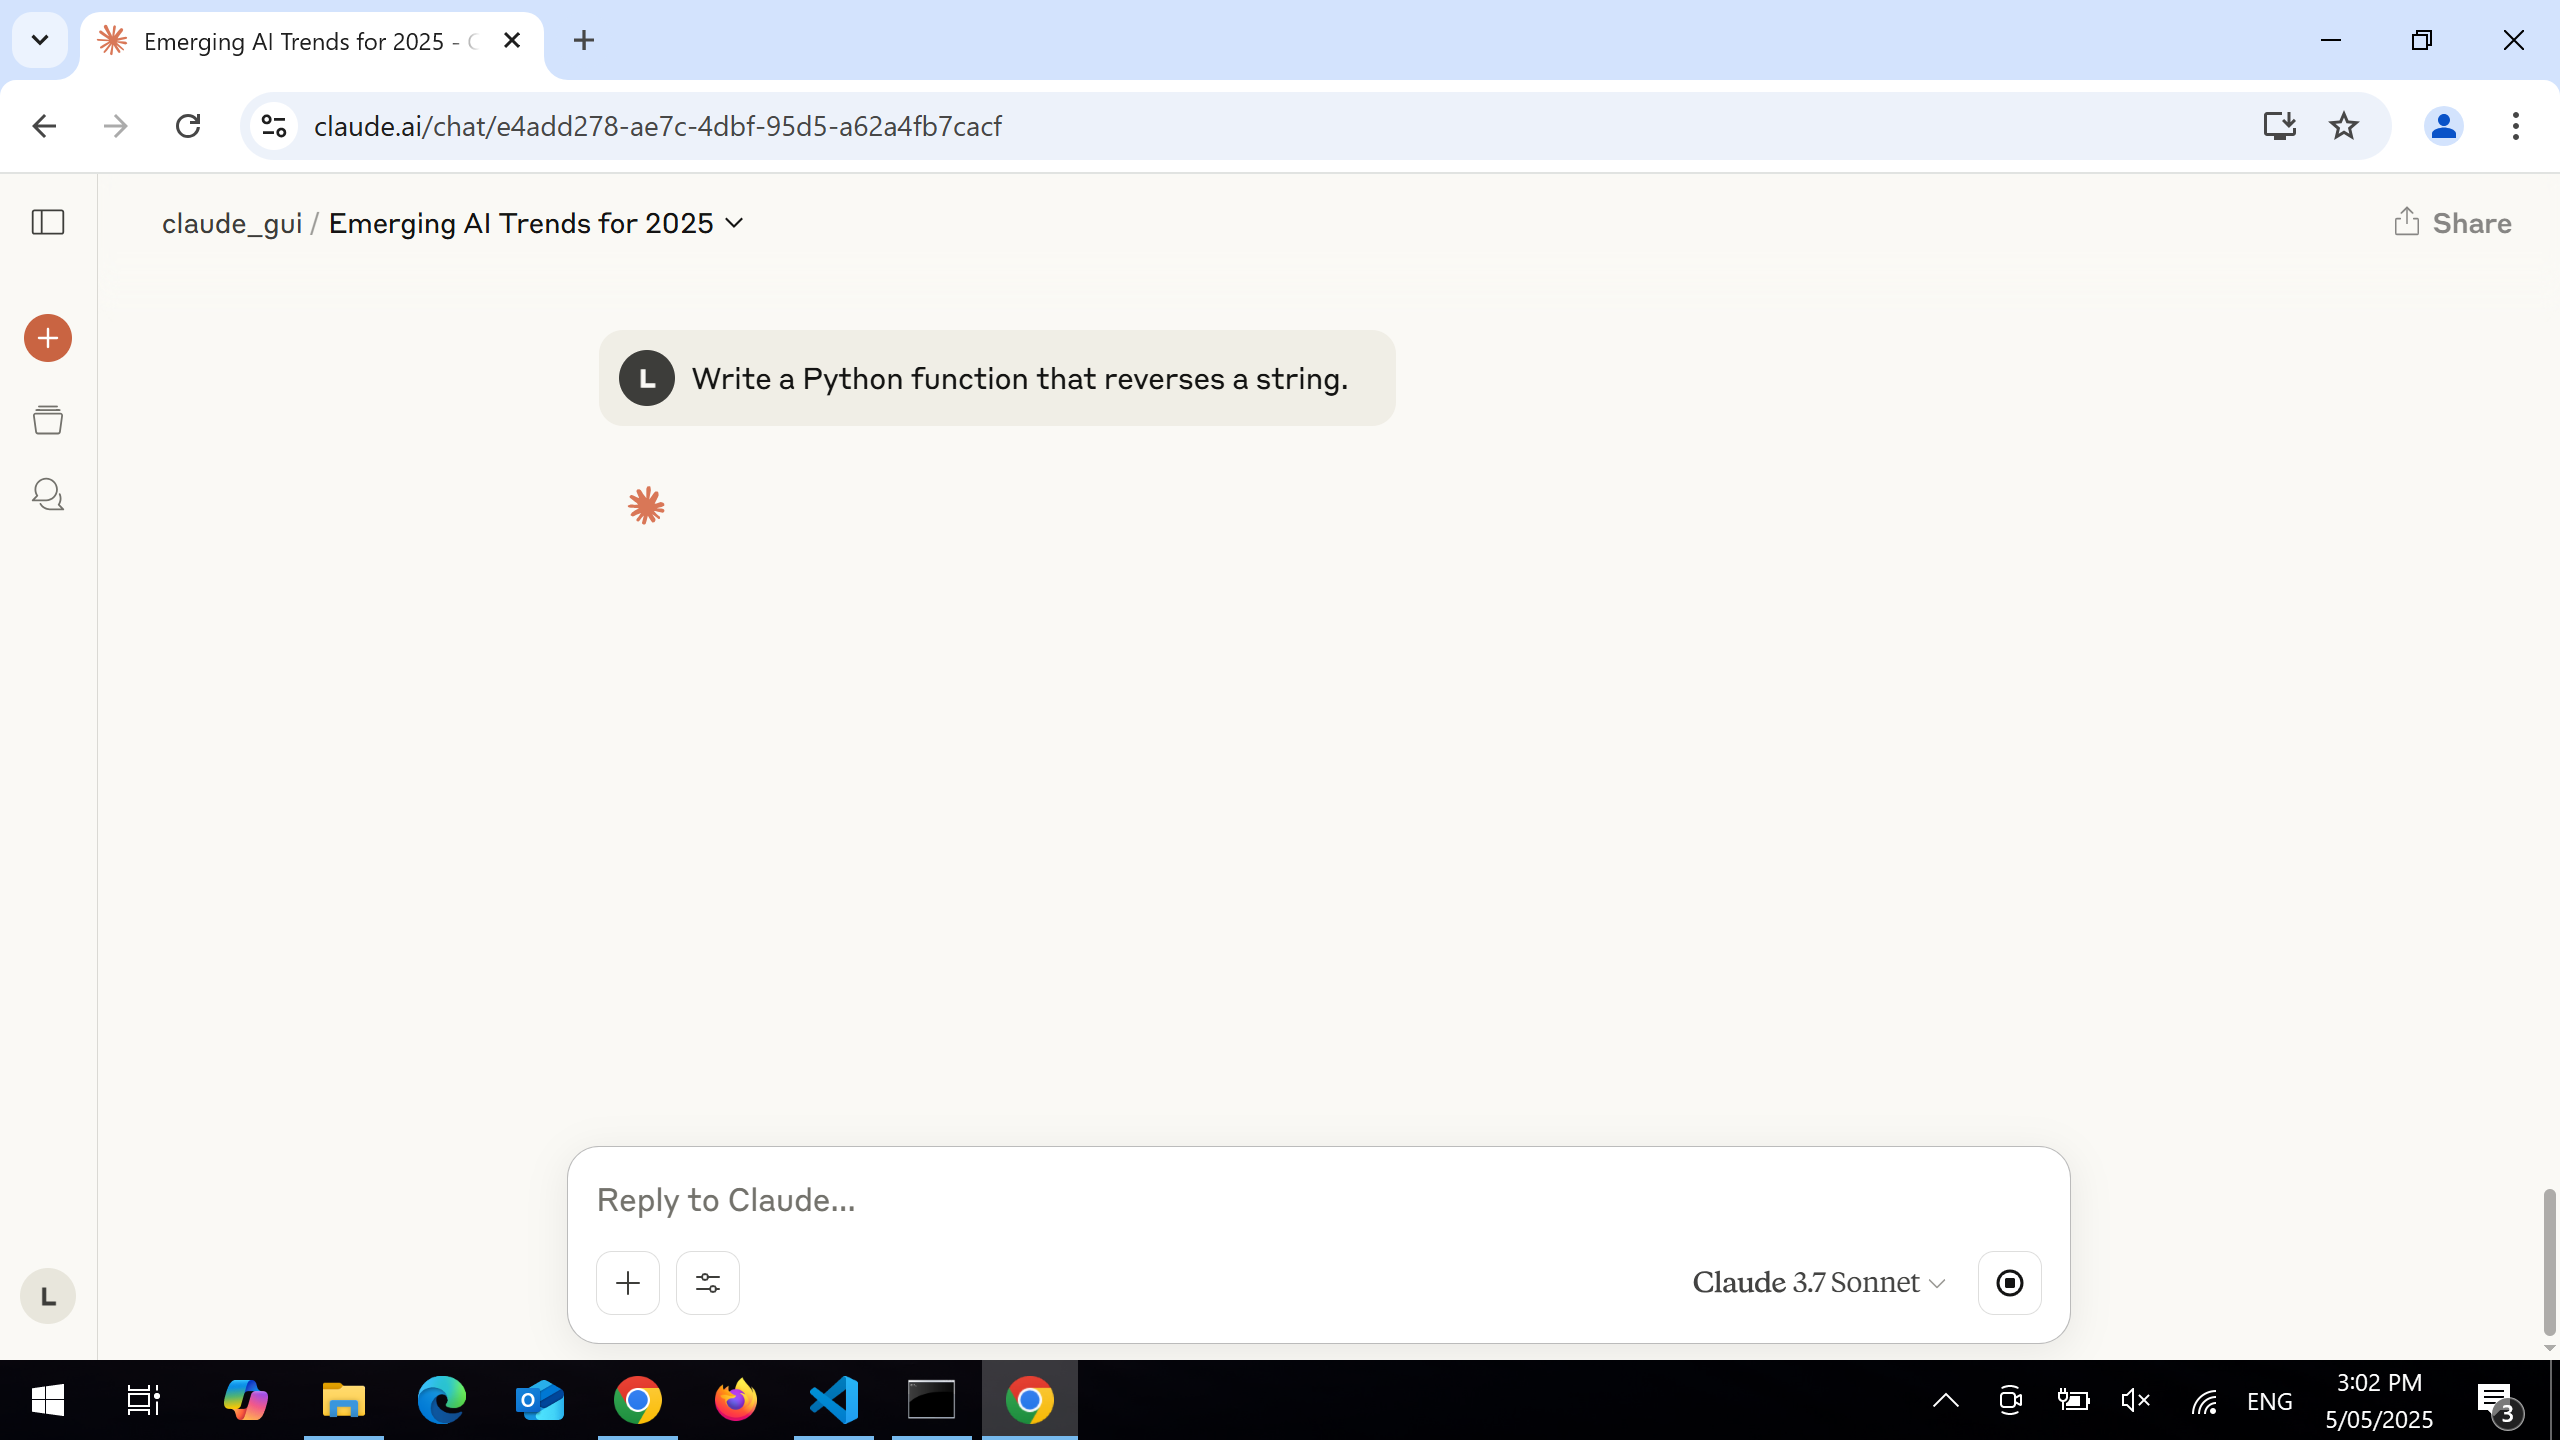 Emerging AI Trends for 2025 -
claude.ai/chat/e4add278-ae7c-4dbf-95d5-a62a4fb7cacf
claude_gui / Emerging AI Trends for 2025
Share
L Write a Python function that reverses a string.
Reply to Claude...
Claude 3.7 Sonnet
L
ENG
3:02 PM
5/05/2025
3